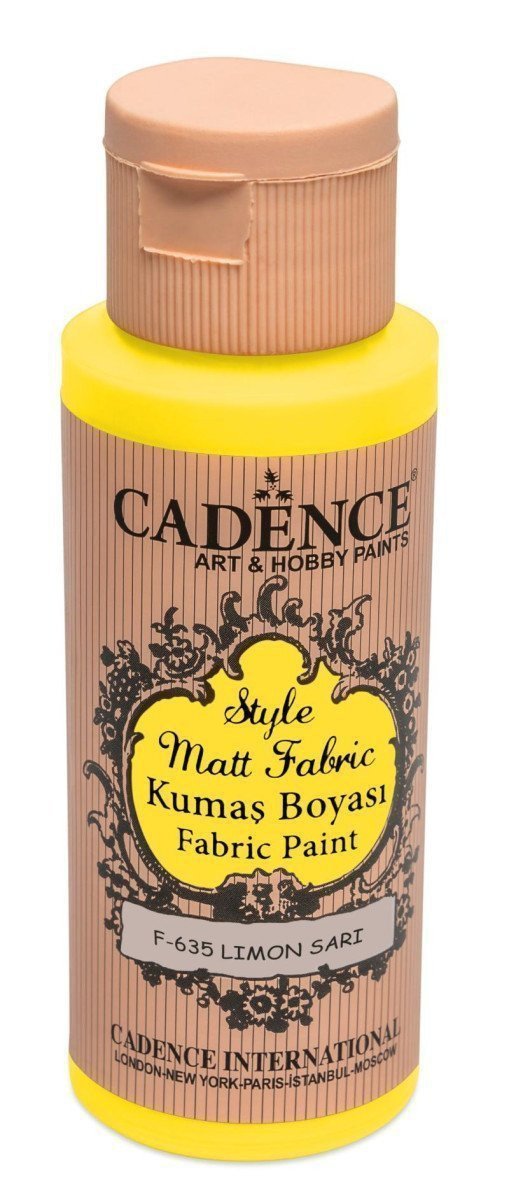 CADENCE®
ART & HOBBY PAINTS
Style
Matt Fabric
Kumaş Boyası
Fabric Paint
F-635 LIMON SARI
CADENCE INTERNATIONAL
LONDON-NEW YORK-PARIS-İSTANBUL-MOSCOW